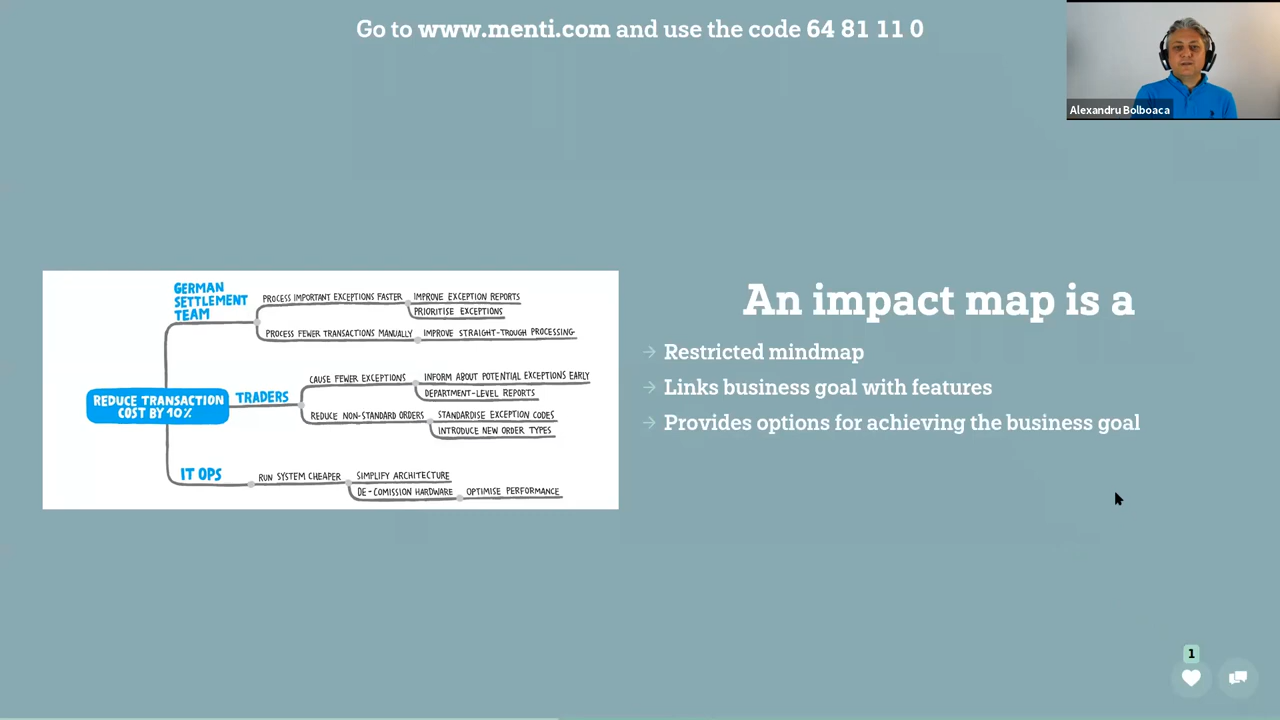 Go to www.menti.com and use the code 64 81 11 0
Alexandru Bolboaca
GERMAN
SETTLEMENT
TEAM
PROCESS IMPORTANT EXCEPTIONS FASTER
IMPROVE EXCEPTION REPORTS
PRIORITISE EXCEPTIONS
PROCESS FEWER TRANSACTIONS MANUALLY
IMPROVE STRAIGHT-TROUGH PROCESSING
REDUCE TRANSACTION
COST BY 10%
TRADERS
CAUSE FEWER EXCEPTIONS
INFORM ABOUT POTENTIAL EXCEPTIONS EARLY
DEPARTMENT-LEVEL REPORTS
REDUCE NON-STANDARD ORDERS
STANDARDISE EXCEPTION CODES
INTRODUCE NEW ORDER TYPES
IT OPS
RUN SYSTEM CHEAPER
SIMPLIFY ARCHITECTURE
DE-COMISSION HARDWARE
OPTIMISE PERFORMANCE
An impact map is a
Restricted mindmap
Links business goal with features
Provides options for achieving the business goal
1